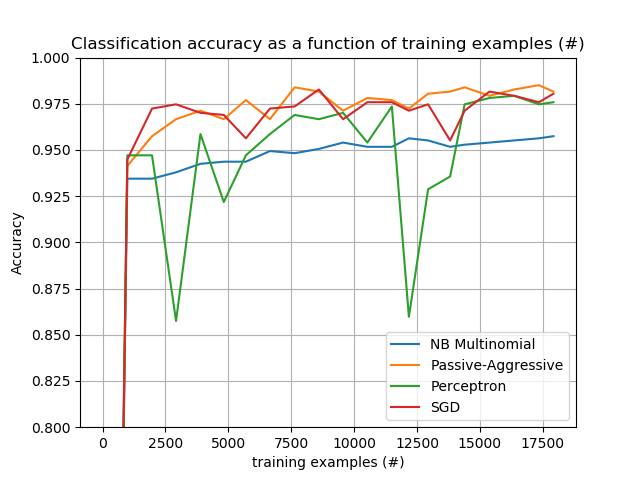 Classification accuracy as a function of training examples (#)
1.000
0.975
0.950
0.925
0.900
0.875
0.850
0.825
0.800
Accuracy
NB Multinomial
Passive-Aggressive
Perceptron
SGD
0 2500 5000 7500 10000 12500 15000 17500
training examples (#)